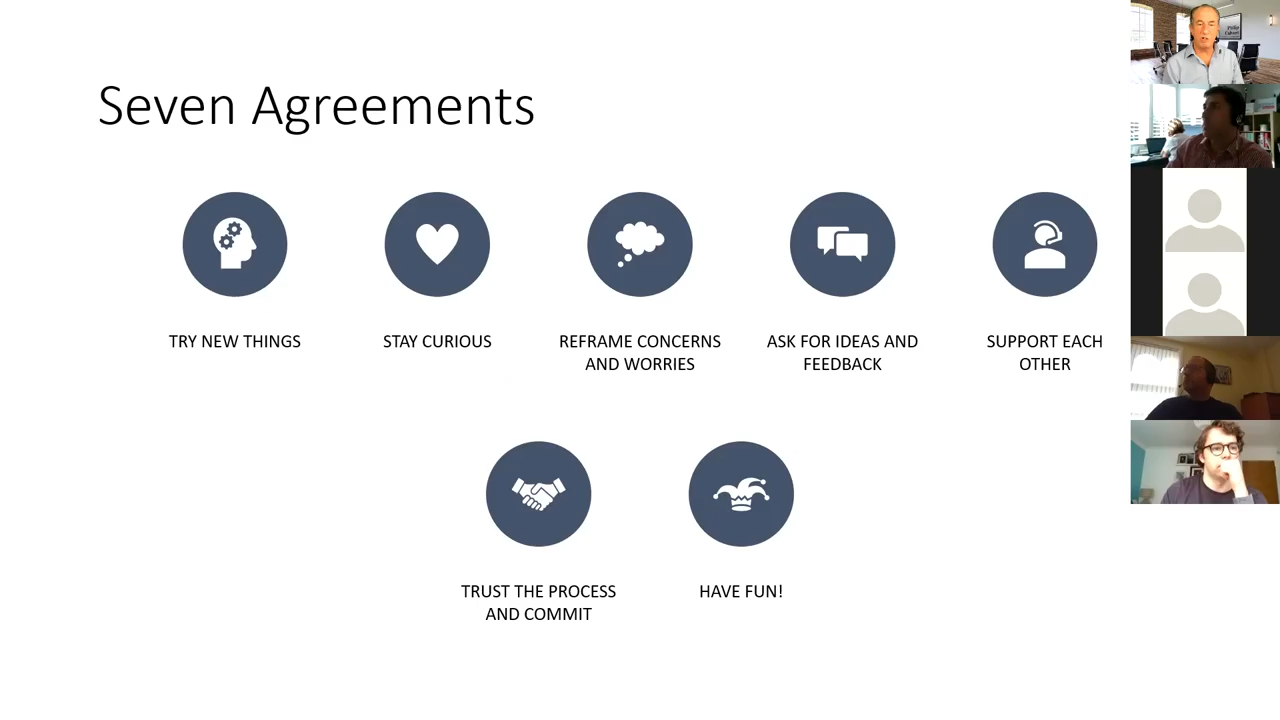 Seven Agreements
TRY NEW THINGS
STAY CURIOUS
REFRAME CONCERNS
AND WORRIES
ASK FOR IDEAS AND
FEEDBACK
SUPPORT EACH
OTHER
TRUST THE PROCESS
AND COMMIT
HAVE FUN!